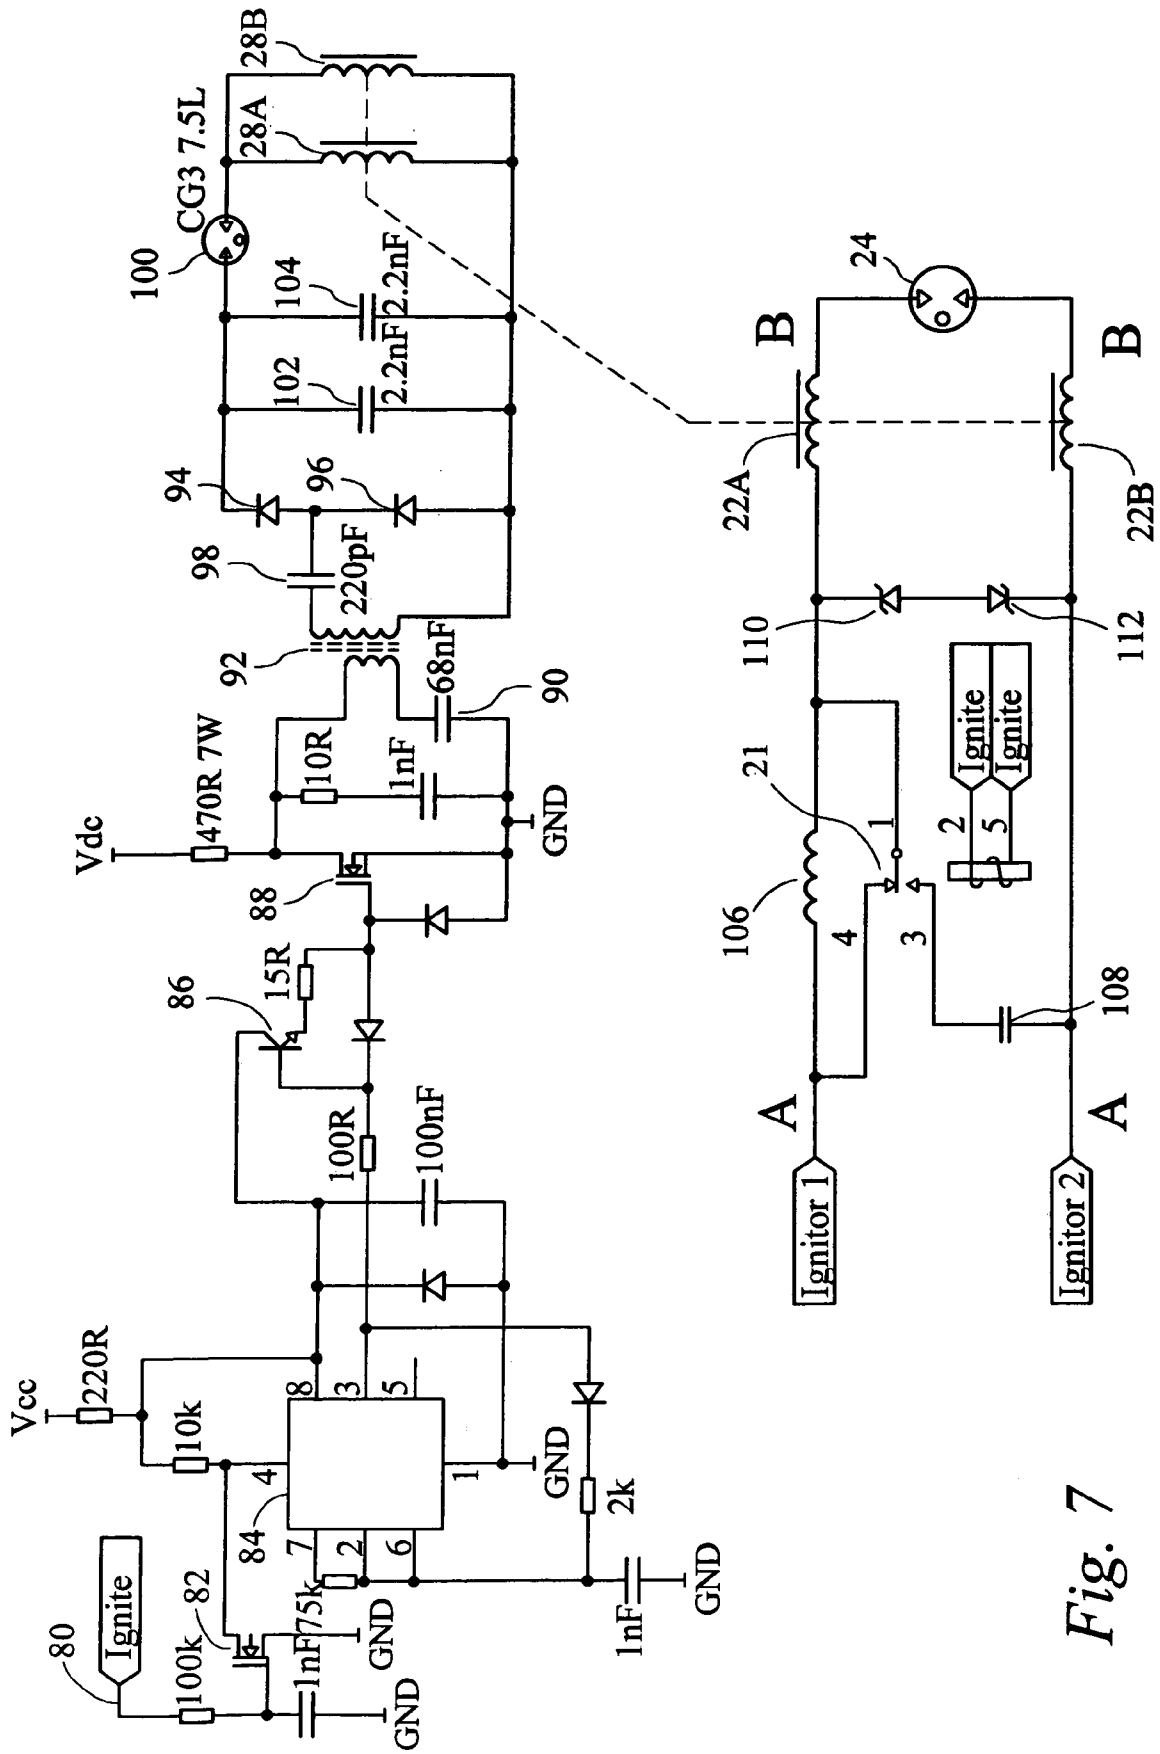 80
Ignite
100k
82
1nF
GND
GND
Vcc
220R
10k
84
4
7
2
6
8
3
5
1
75k
GND
2k
1nF
GND
100R
100nF
86
15R
88
Vdc
470R 7W
10R
1nF
GND
68nF
90
92
98
220pF
94
96
102
2.2nF
104
2.2nF
100
CG3 7.5L
28A
28B
Ignitor 1
Ignitor 2
A
A
106
4
3
1
21
108
2
5
Ignite
Ignite
110
112
22A
22B
B
B
24
Fig. 7